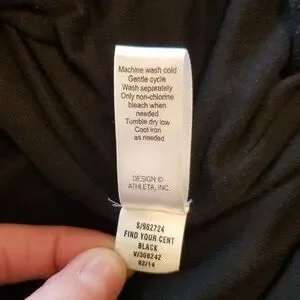 Machine wash cold
Gentle cycle
Wash separately
Only non-chlorine
bleach when
needed
Tumble dry low
Cool iron
as needed
DESIGN ©
ATHLETA, INC.
S/982724
FIND YOUR CENT
BLACK
V/308242
02/14